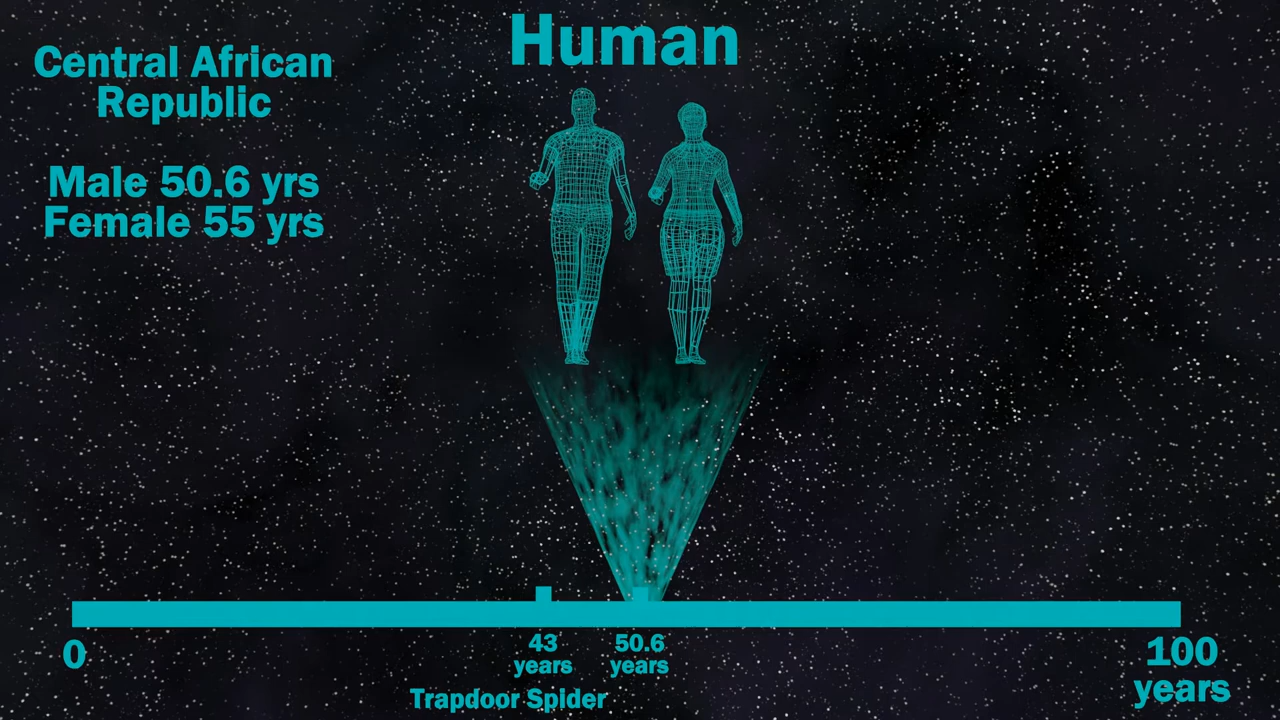 Human
Central African
Republic
Male 50.6 yrs
Female 55 yrs
0
43
years
50.6
years
100
years
Trapdoor Spider